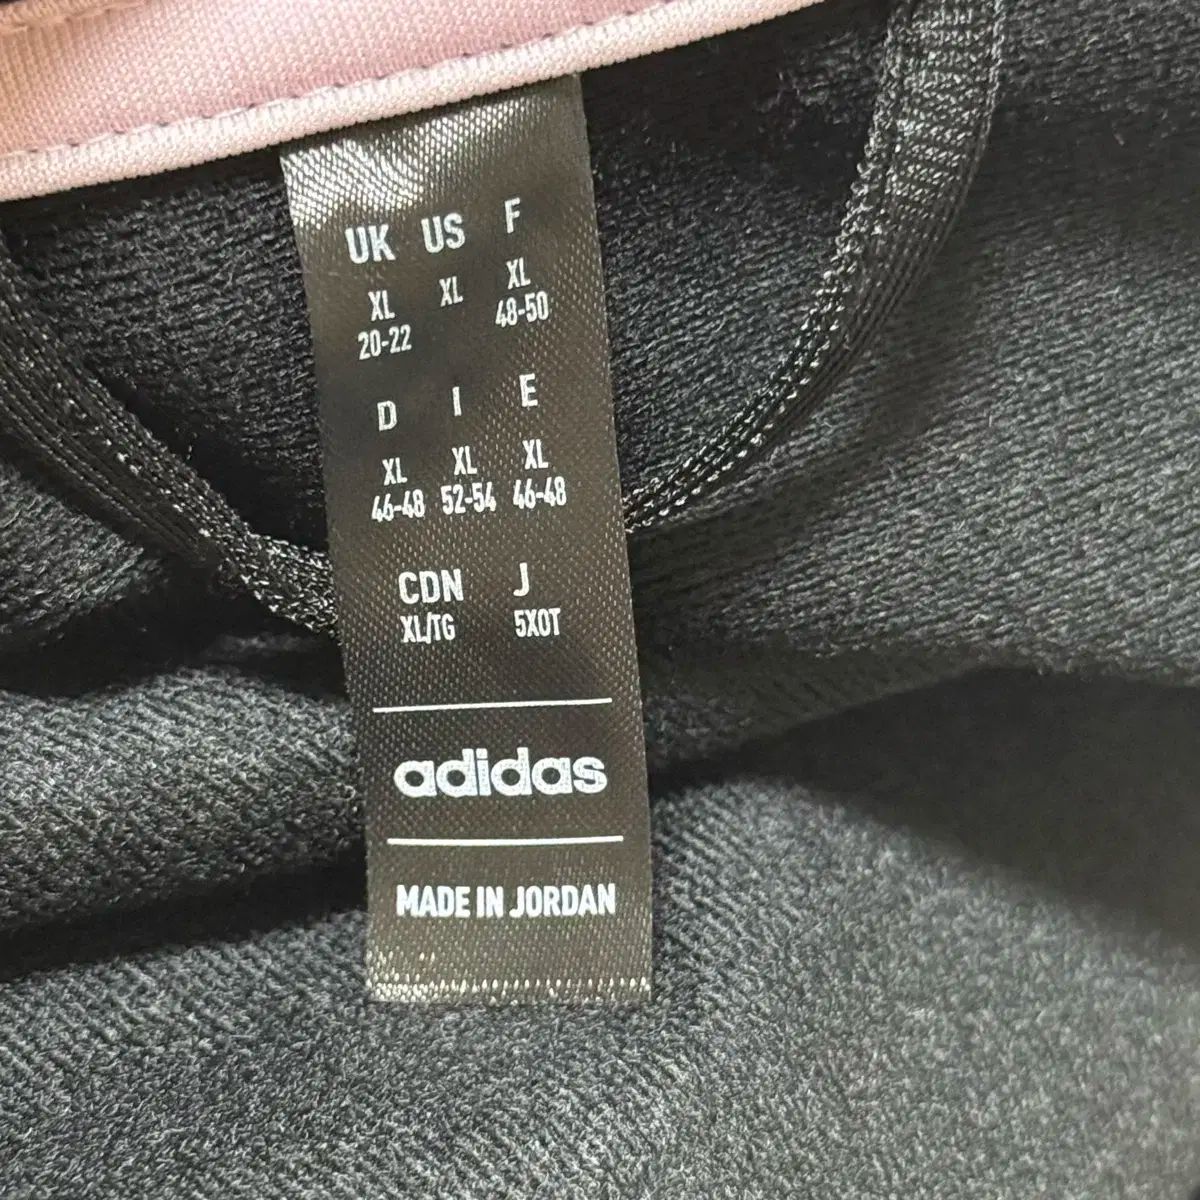 UK US F
XL XL XL
20-22 48-50
D I E
XL XL XL
46-48 52-54 46-48
CDN J
XL/TG 5XOT
adidas
MADE IN JORDAN